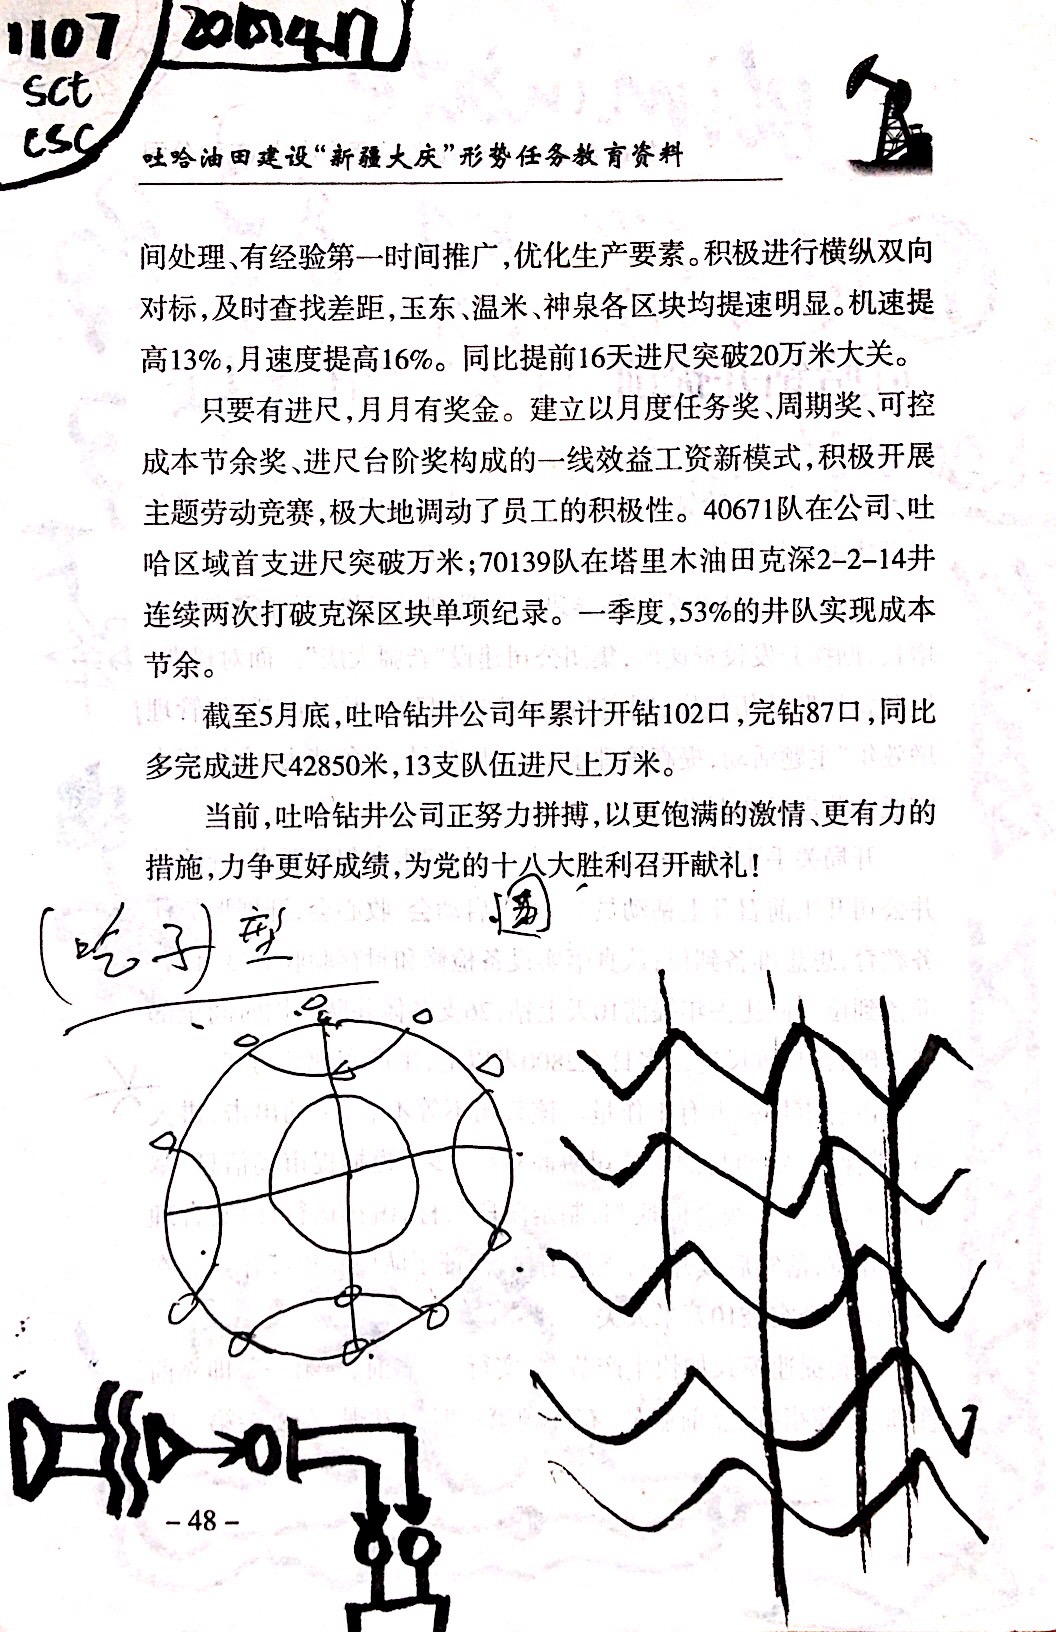 1107
sct
csc
吐哈油田建设“新疆大庆”形势任务教育资料
间处理、有经验第一时间推广,优化生产要素。积极进行横纵双向
对标,及时查找差距,玉东、温米、神泉各区块均提速明显。机速提
高13%,月速度提高16%。同比提前16天进尺突破20万米大关。
只要有进尺,月月有奖金。建立以月度任务奖、周期奖、可控
成本节余奖、进尺台阶奖构成的一线效益工资新模式,积极开展
主题劳动竞赛,极大地调动了员工的积极性。40671队在公司、吐
哈区域首支进尺突破万米;70139队在塔里木油田克深2-2-14井
连续两次打破克深区块单项纪录。一季度,53%的井队实现成本
节余。
截至5月底,吐哈钻井公司年累计开钻102口,完钻87口,同比
多完成进尺42850米,13支队伍进尺上万米。
当前,吐哈钻井公司正努力拼搏,以更饱满的激情、更有力的
措施,力争更好成绩,为党的十八大胜利召开献礼!
型
-48-